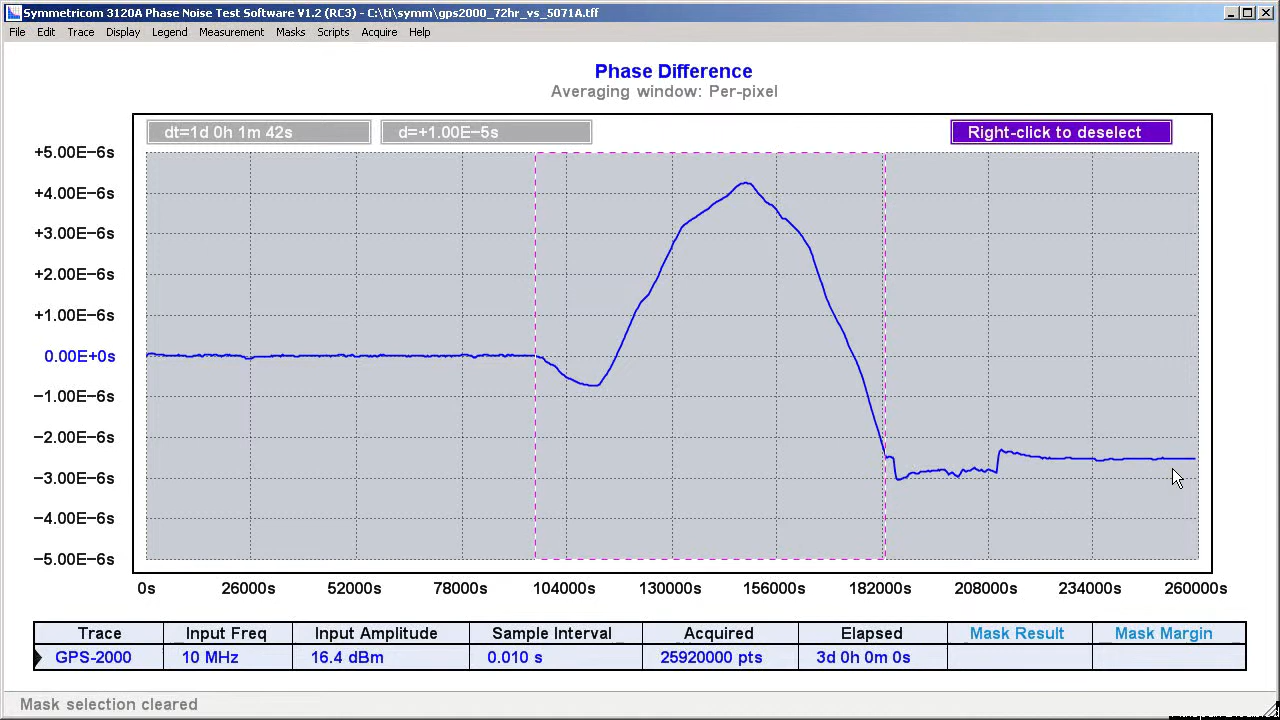 Symmetricom 3120A Phase Noise Test Software V1.2 (RC3) - C:\ti\symm\gps2000_72hr_vs_5071A.tff
File Edit Trace Display Legend Measurement Masks Scripts Acquire Help
Phase Difference
Averaging window: Per-pixel
dt=1d 0h 1m 42s d=+1.00E−5s Right-click to deselect
+5.00E−6s
+4.00E−6s
+3.00E−6s
+2.00E−6s
+1.00E−6s
0.00E+0s
−1.00E−6s
−2.00E−6s
−3.00E−6s
−4.00E−6s
−5.00E−6s
0s 26000s 52000s 78000s 104000s 130000s 156000s 182000s 208000s 234000s 260000s
Trace Input Freq Input Amplitude Sample Interval Acquired Elapsed Mask Result Mask Margin
GPS-2000 10 MHz 16.4 dBm 0.010 s 25920000 pts 3d 0h 0m 0s
Mask selection cleared